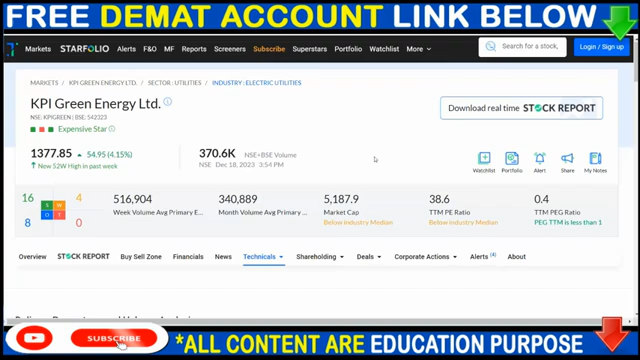 FREE DEMAT ACCOUNT LINK BELOW
Markets STARFOLIO Alerts F&O MF Reports Screeners Subscribe Superstars Portfolio Watchlist More Search for a stock, Login / Sign up
MARKETS / KPI GREEN ENERGY LTD. / SECTOR: UTILITIES / INDUSTRY: ELECTRIC UTILITIES
KPI Green Energy Ltd.
NSE: KPIGREEN | BSE: 542323
Expensive Star
Download real time STOCK REPORT
1377.85 54.95 (4.15%)
New 52W High in past week
370.6K NSE+BSE Volume
NSE Dec 18, 2023 3:54 PM
Watchlist Portfolio Alert Share My Notes
16 4 8 0
S W O T
516,904
Week Volume Avg Primary E...
340,889
Month Volume Avg Primary ...
5,187.9
Market Cap
Below industry Median
38.6
TTM PE Ratio
Below industry Median
0.4
TTM PEG Ratio
PEG TTM is less than 1
Overview STOCK REPORT Buy Sell Zone Financials News Technicals Shareholding Deals Corporate Actions Alerts (4) About
SUBSCRIBE
*ALL CONTENT ARE EDUCATION PURPOSE